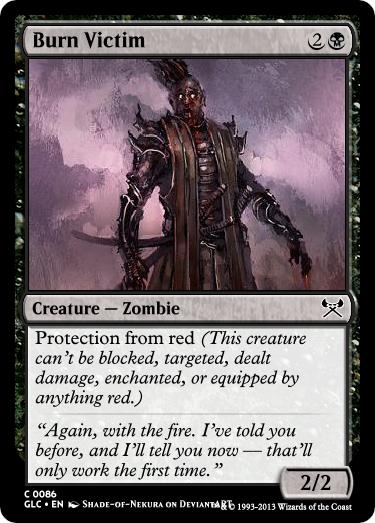 Burn Victim 2
Creature — Zombie
Protection from red (This creature
can't be blocked, targeted, dealt
damage, enchanted, or equipped by
anything red.)
“Again, with the fire. I've told you
before, and I'll tell you now — that'll
only work the first time.”
2/2
C 0086
GLC • EN Shade-of-Nekura on DeviantART
™ & © 1993-2013 Wizards of the Coast